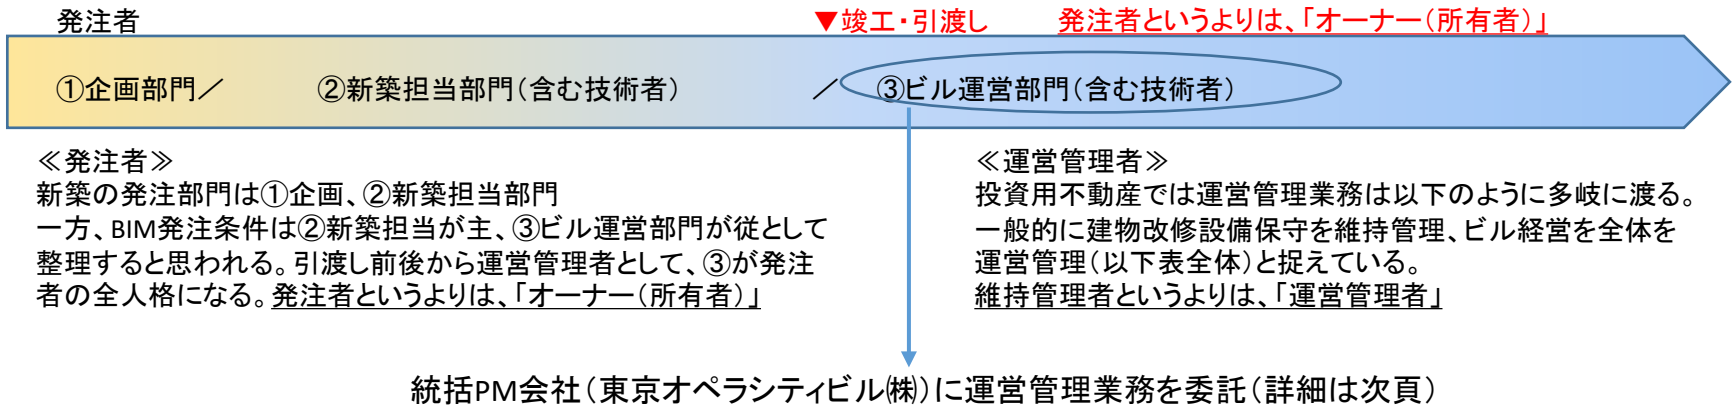 発注者
▼竣工・引渡し
発注者というよりは、「オーナー(所有者)」
①企画部門／
②新築担当部門(含む技術者)
／
③ビル運営部門(含む技術者)
≪発注者≫
新築の発注部門は①企画、②新築担当部門
一方、BIM発注条件は②新築担当が主、③ビル運営部門が従として
整理すると思われる。引渡し前後から運営管理者として、③が発注
者の全人格になる。発注者というよりは、「オーナー(所有者)」
≪運営管理者≫
投資用不動産では運営管理業務は以下のように多岐に渡る。
一般的に建物改修設備保守を維持管理、ビル経営を全体を
運営管理(以下表全体)と捉えている。
維持管理者というよりは、「運営管理者」
統括PM会社(東京オペラシティビル㈱)に運営管理業務を委託(詳細は次頁)